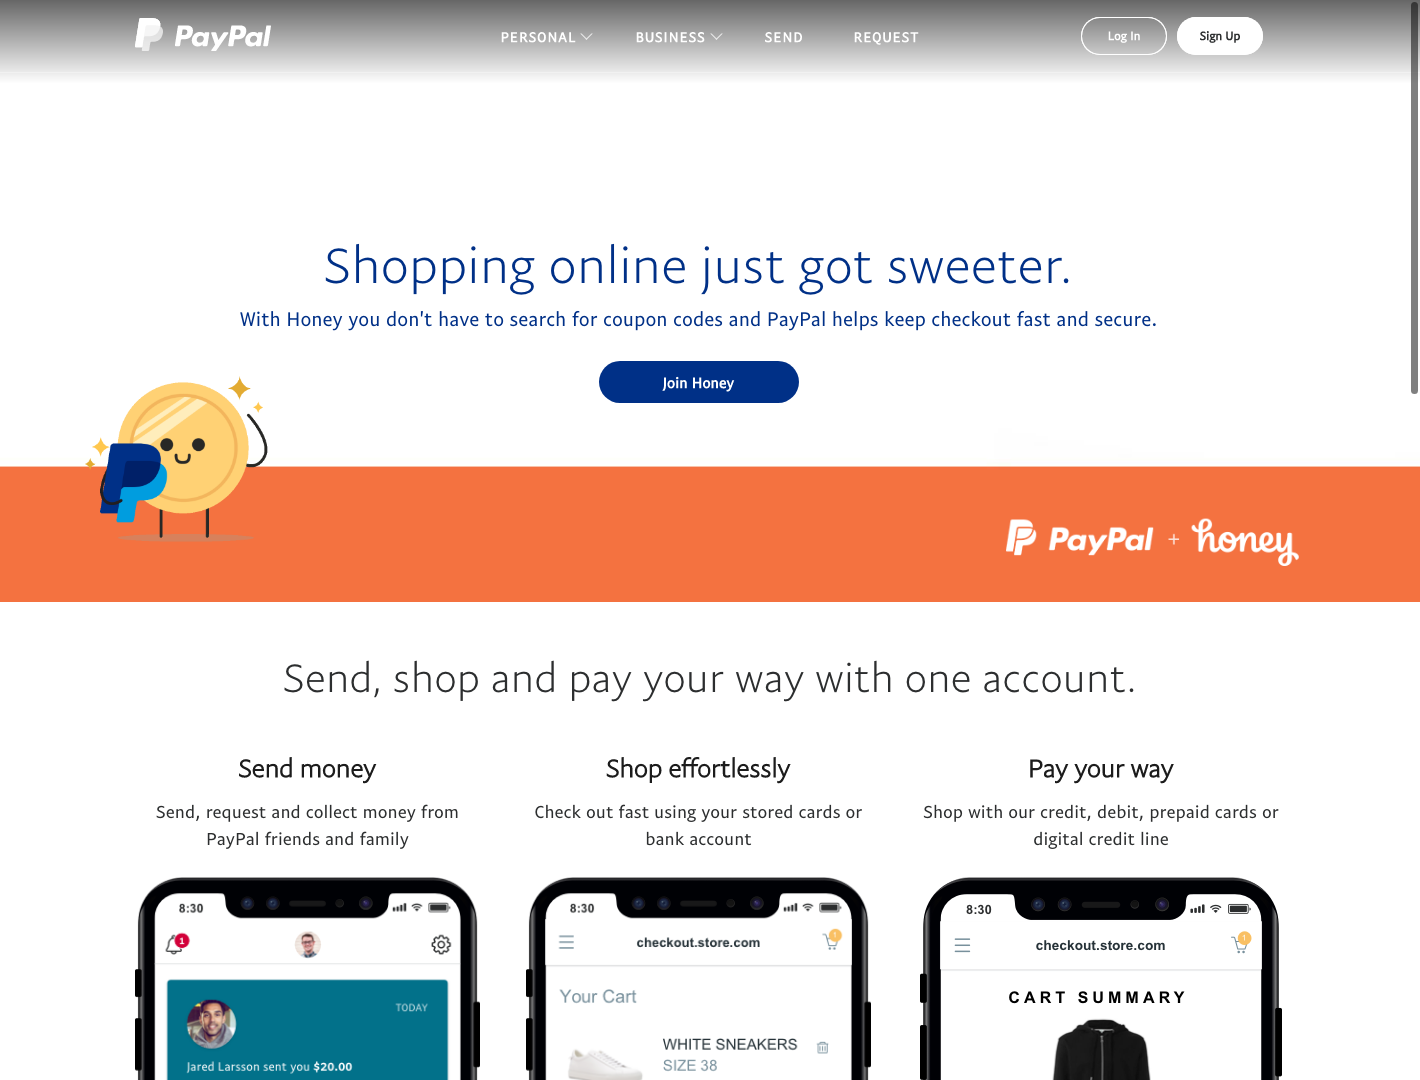 PayPal
PERSONAL
BUSINESS
SEND
REQUEST
Log In
Sign Up
Shopping online just got sweeter.
With Honey you don't have to search for coupon codes and PayPal helps keep checkout fast and secure.
Join Honey
PayPal + honey
Send, shop and pay your way with one account.
Send money
Send, request and collect money from
PayPal friends and family
Shop effortlessly
Check out fast using your stored cards or
bank account
Pay your way
Shop with our credit, debit, prepaid cards or
digital credit line
8:30
1
TODAY
Jared Larsson sent you $20.00
8:30
checkout.store.com
1
Your Cart
WHITE SNEAKERS
SIZE 38
8:30
checkout.store.com
1
CART SUMMARY